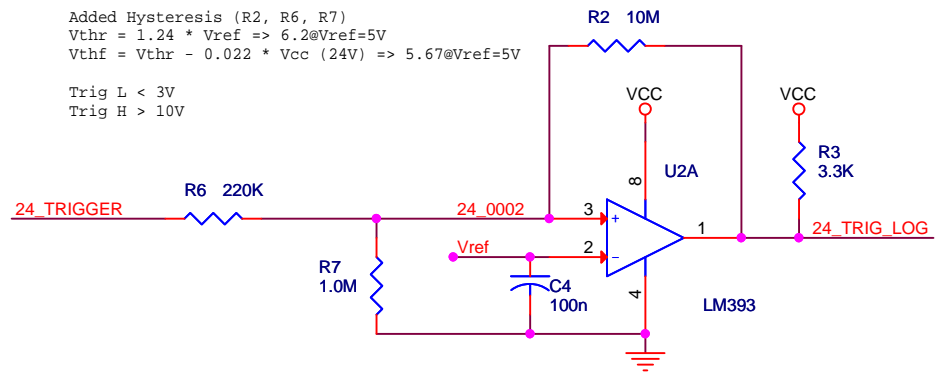 Added Hysteresis (R2, R6, R7)
Vthr = 1.24 * Vref => 6.2@Vref=5V
Vthf = Vthr - 0.022 * Vcc (24V) => 5.67@Vref=5V
Trig L < 3V
Trig H > 10V
R2 10M
VCC
VCC
R3
3.3K
8
U2A
R6 220K
24_TRIGGER
24_0002
3
+
1
24_TRIG_LOG
Vref
2
-
R7
1.0M
C4
100n
4
LM393